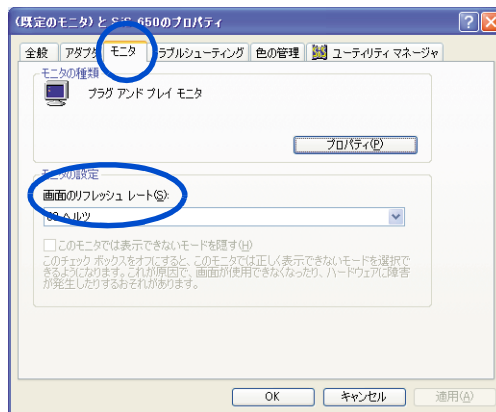 (既定のモニタ) と SiS 650のプロパティ
全般 アダプタ モニタ トラブルシューティング 色の管理 ユーティリティ マネージャ
モニタの種類
プラグ アンド プレイ モニタ
プロパティ(P)
モニタの設定
画面のリフレッシュ レート(S):
60 ヘルツ
このモニタでは表示できないモードを隠す(H)
このチェック ボックスをオフにすると、このモニタでは正しく表示できないモードを選択で
きるようになります。これが原因で、画面が使用できなくなったり、ハードウェアに障害
が発生したりするおそれがあります。
OK キャンセル 適用(A)